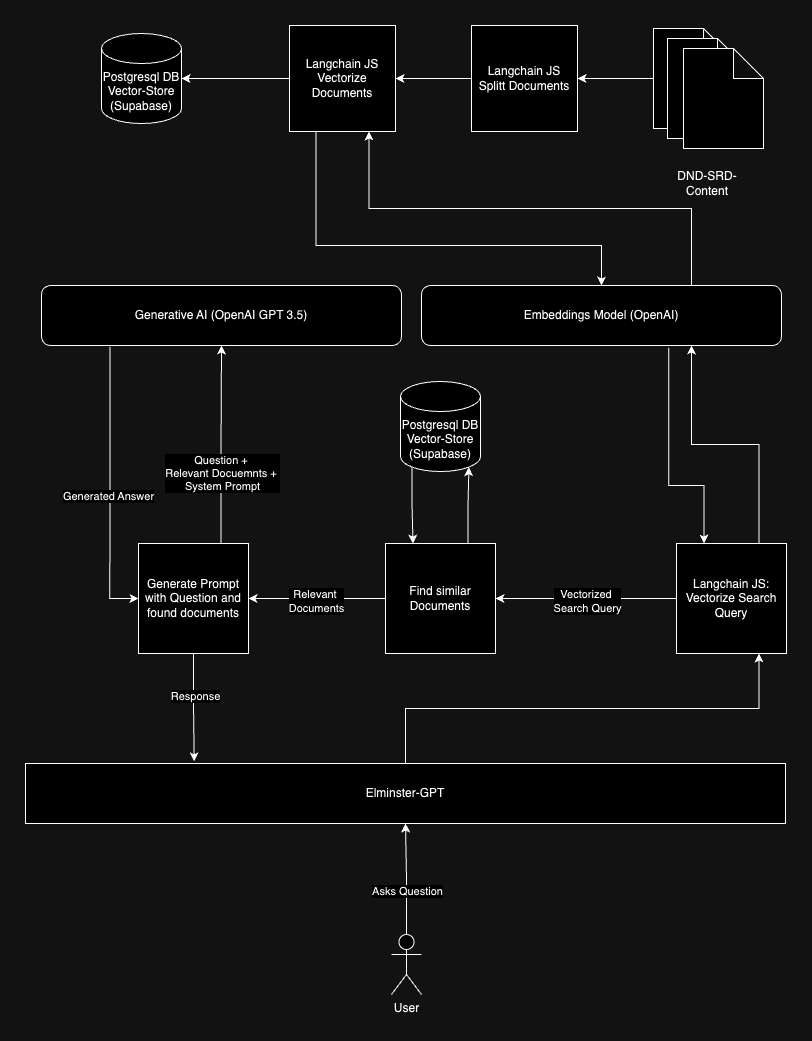 Postgresql DB
Vector-Store
(Supabase)
Langchain JS
Vectorize
Documents
Langchain JS
Splitt Documents
DND-SRD-
Content
Generative AI (OpenAI GPT 3.5)
Embeddings Model (OpenAI)
Postgresql DB
Vector-Store
(Supabase)
Question +
Relevant Docuemnts +
System Prompt
Generated Answer
Generate Prompt
with Question and
found documents
Relevant
Documents
Find similar
Documents
Vectorized
Search Query
Langchain JS:
Vectorize Search
Query
Response
Elminster-GPT
Asks Question
User